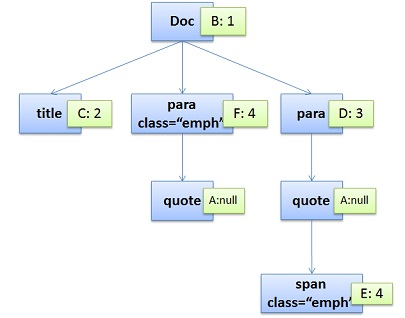 Doc B: 1
title C: 2
para
class="emph" F: 4
para D: 3
quote A:null
quote A:null
span
class="emph" E: 4